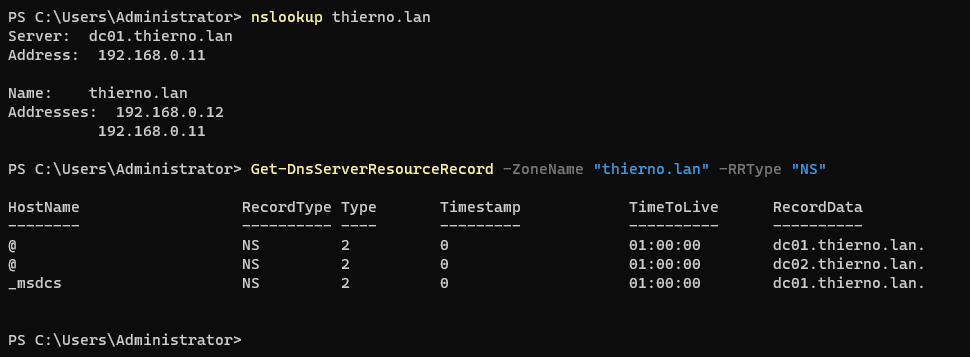 PS C:\Users\Administrator> nslookup thierno.lan
Server:  dc01.thierno.lan
Address:  192.168.0.11
Name:    thierno.lan
Addresses:  192.168.0.12
          192.168.0.11
PS C:\Users\Administrator> Get-DnsServerResourceRecord -ZoneName "thierno.lan" -RRType "NS"
HostName                  RecordType Type       Timestamp            TimeToLive      RecordData
--------                  ---------- ----       ---------            ----------      ----------
@                         NS         2          0                    01:00:00        dc01.thierno.lan.
@                         NS         2          0                    01:00:00        dc02.thierno.lan.
_msdcs                    NS         2          0                    01:00:00        dc01.thierno.lan.
PS C:\Users\Administrator>